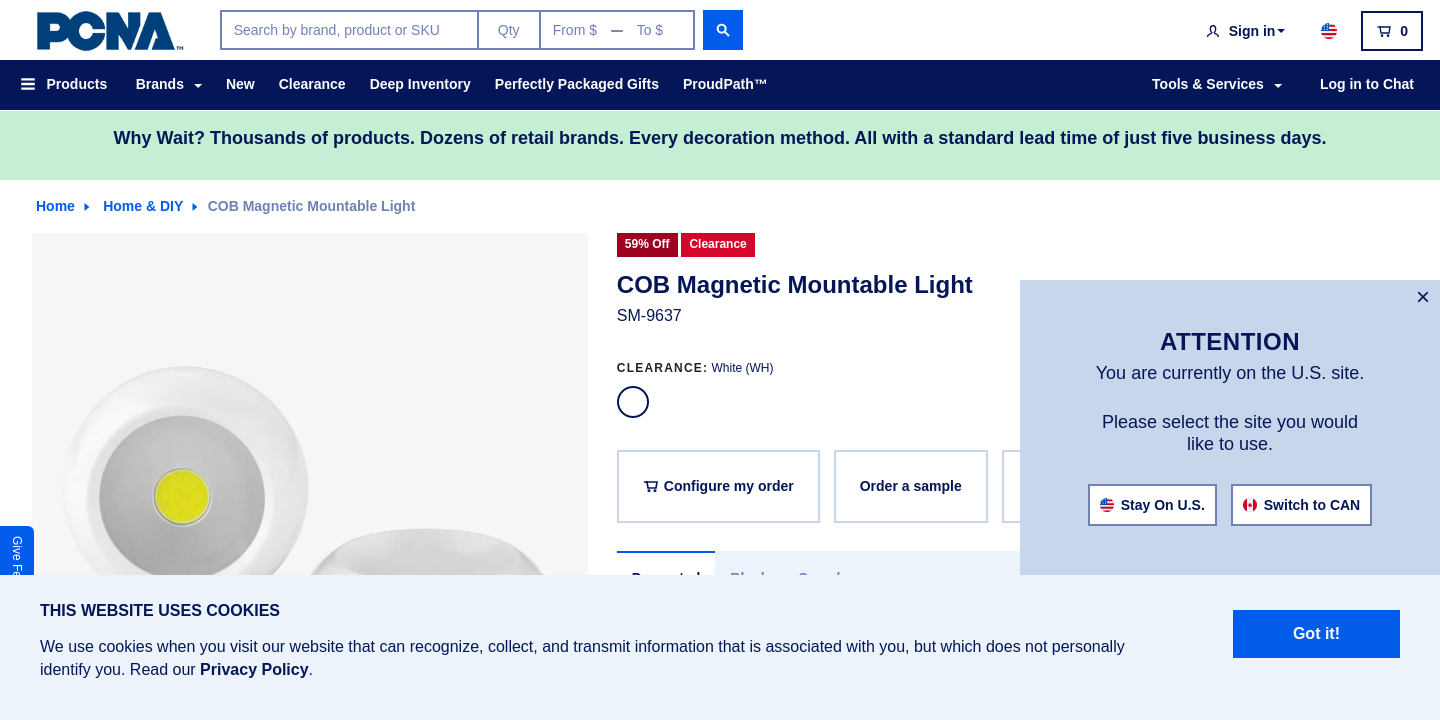 PCNA™
Search by brand, product or SKU Qty From $ — To $
Sign in
0
Products Brands New Clearance Deep Inventory Perfectly Packaged Gifts ProudPath™ Tools & Services Log in to Chat
Why Wait? Thousands of products. Dozens of retail brands. Every decoration method. All with a standard lead time of just five business days.
Home Home & DIY COB Magnetic Mountable Light
59% Off Clearance
COB Magnetic Mountable Light
SM-9637
CLEARANCE: White (WH)
Configure my order Order a sample
×
ATTENTION
You are currently on the U.S. site.
Please select the site you would
like to use.
Stay On U.S. Switch to CAN
Give Fe
THIS WEBSITE USES COOKIES
We use cookies when you visit our website that can recognize, collect, and transmit information that is associated with you, but which does not personally
identify you. Read our Privacy Policy.
Got it!